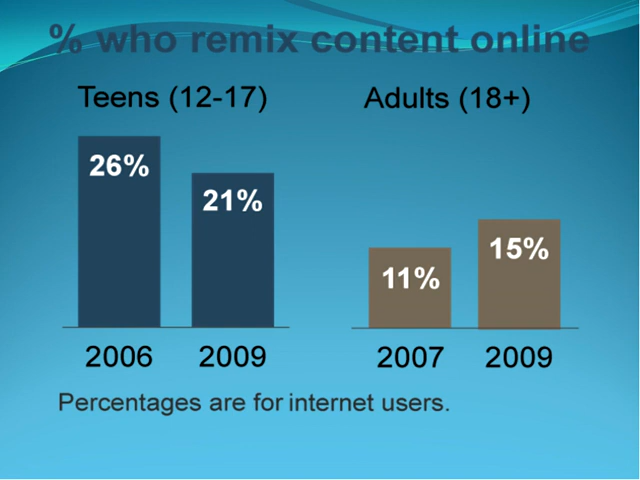 % who remix content online
Teens (12-17)
Adults (18+)
26%
21%
11%
15%
2006
2009
2007
2009
Percentages are for internet users.